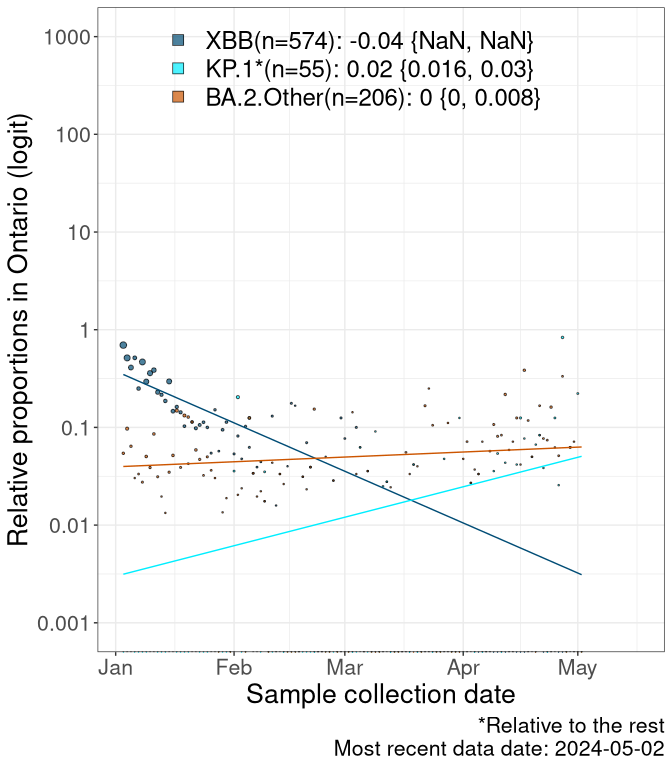 XBB(n=574): -0.04 {NaN, NaN}
KP.1*(n=55): 0.02 {0.016, 0.03}
BA.2.Other(n=206): 0 {0, 0.008}
Relative proportions in Ontario (logit)
1000
100
10
1
0.1
0.01
0.001
Jan Feb Mar Apr May
Sample collection date
*Relative to the rest
Most recent data date: 2024-05-02